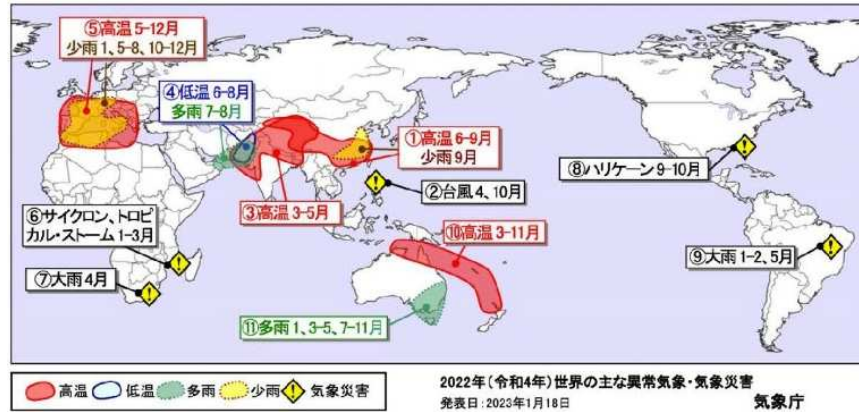 ⑤高温 5-12月
少雨 1、5-8、10-12月
④低温 6-8月
多雨 7-8月
①高温 6-9月
少雨 9月
②台風 4、10月
③高温 3-5月
⑥サイクロン、トロピ
カル・ストーム 1-3月
⑦大雨 4月
⑧ハリケーン 9-10月
⑨大雨 1-2、5月
⑩高温 3-11月
⑪多雨 1、3-5、7-11月
高温 低温 多雨 少雨 気象災害
2022年(令和4年)世界の主な異常気象・気象災害
発表日:2023年1月18日 気象庁